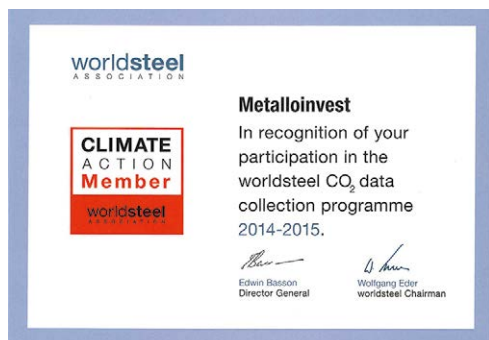 worldsteel
ASSOCIATION
CLIMATE
ACTION
Member
worldsteel
ASSOCIATION
Metalloinvest
In recognition of your
participation in the
worldsteel CO₂ data
collection programme
2014-2015.
Edwin Basson
Director General
Wolfgang Eder
worldsteel Chairman